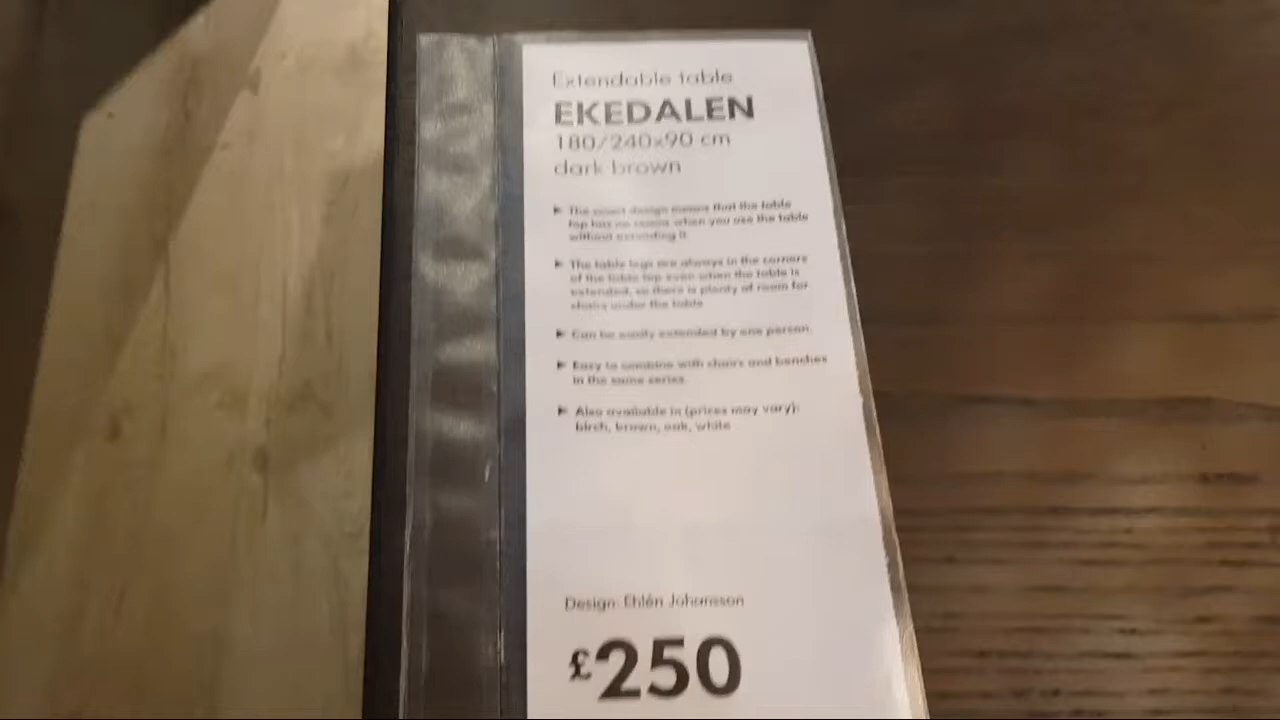 Extendable table
EKEDALEN
180/240x90 cm
dark brown
► The smart design means that the table
top has no seams when you use the table
without extending it.
► The table legs are always in the corners
of the table top even when the table is
extended, so there is plenty of room for
chairs under the table.
► Can be easily extended by one person.
► Easy to combine with chairs and benches
in the same series.
► Also available in (prices may vary):
birch, brown, oak, white
Design: Ehlén Johansson
£250